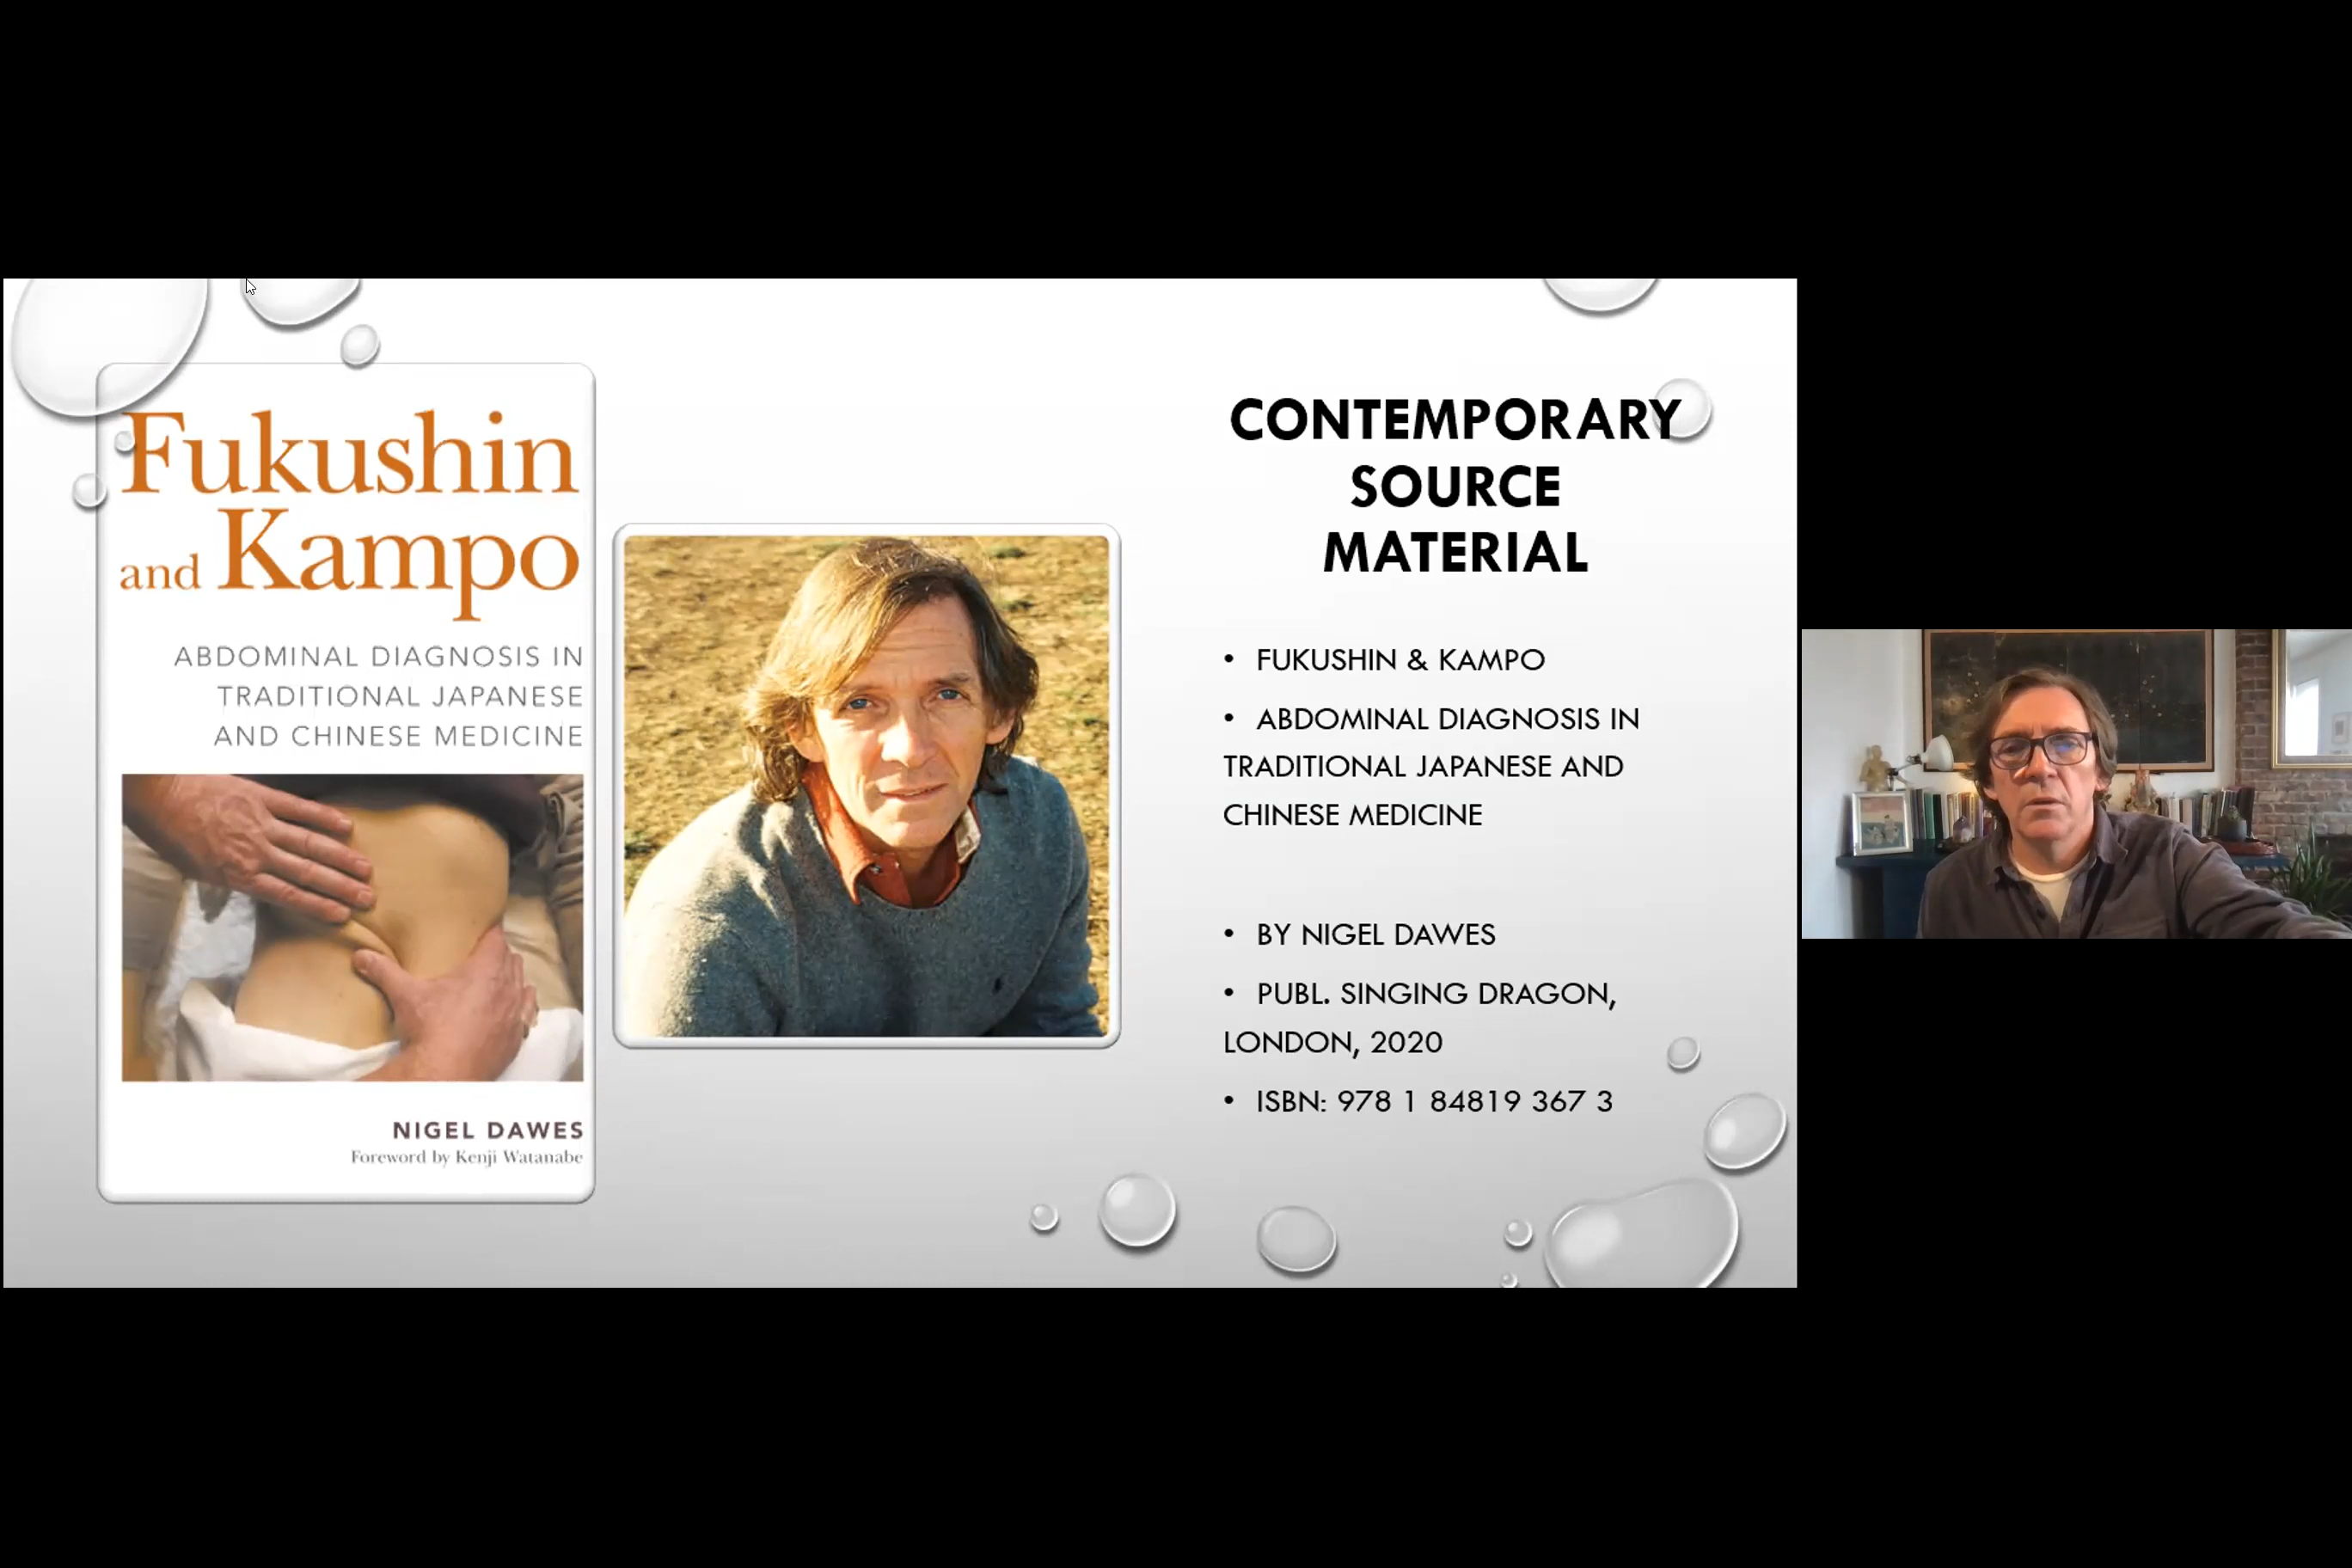 Fukushin
and Kampo
ABDOMINAL DIAGNOSIS IN
TRADITIONAL JAPANESE
AND CHINESE MEDICINE
NIGEL DAWES
Foreword by Kenji Watanabe
CONTEMPORARY
SOURCE
MATERIAL
• FUKUSHIN & KAMPO
• ABDOMINAL DIAGNOSIS IN
TRADITIONAL JAPANESE AND
CHINESE MEDICINE
• BY NIGEL DAWES
• PUBL. SINGING DRAGON,
LONDON, 2020
• ISBN: 978 1 84819 367 3